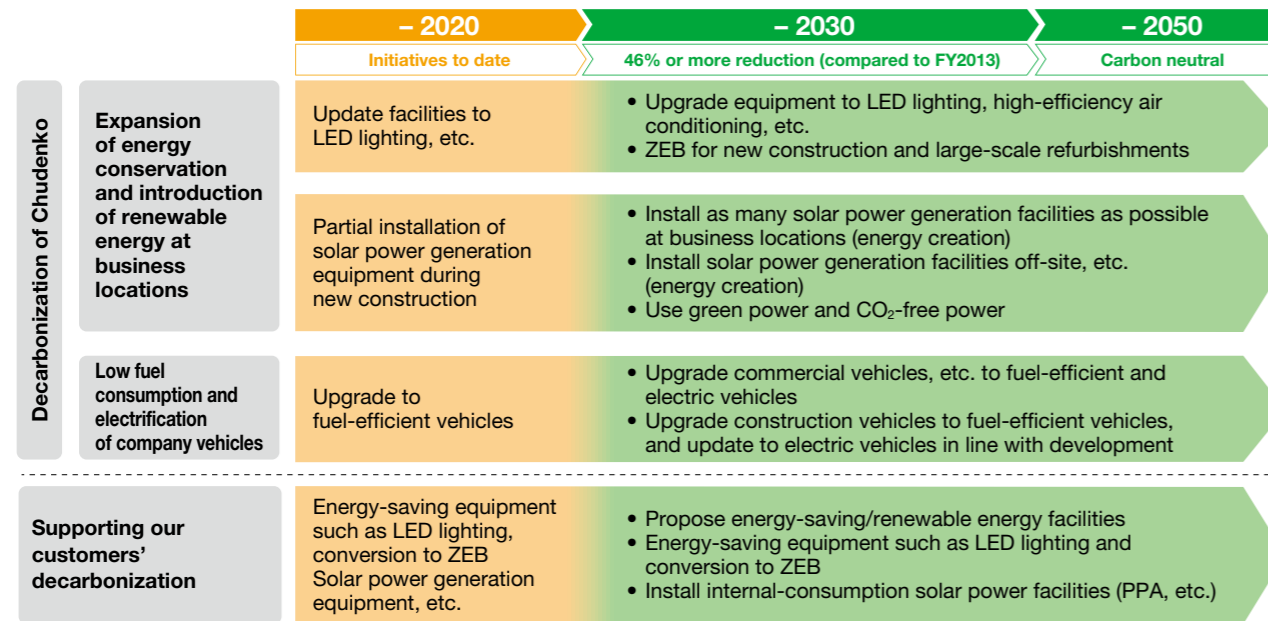 – 2020
– 2030
– 2050
Initiatives to date
46% or more reduction (compared to FY2013)
Carbon neutral
Decarbonization of Chudenko
Expansion
of energy
conservation
and introduction
of renewable
energy at
business
locations
Update facilities to
LED lighting, etc.
• Upgrade equipment to LED lighting, high-efficiency air
conditioning, etc.
• ZEB for new construction and large-scale refurbishments
Partial installation of
solar power generation
equipment during
new construction
• Install as many solar power generation facilities as possible
at business locations (energy creation)
• Install solar power generation facilities off-site, etc.
(energy creation)
• Use green power and CO₂-free power
Low fuel
consumption and
electrification
of company vehicles
Upgrade to
fuel-efficient vehicles
• Upgrade commercial vehicles, etc. to fuel-efficient and
electric vehicles
• Upgrade construction vehicles to fuel-efficient vehicles,
and update to electric vehicles in line with development
Supporting our
customers’
decarbonization
Energy-saving equipment
such as LED lighting,
conversion to ZEB
Solar power generation
equipment, etc.
• Propose energy-saving/renewable energy facilities
• Energy-saving equipment such as LED lighting and
conversion to ZEB
• Install internal-consumption solar power facilities (PPA, etc.)